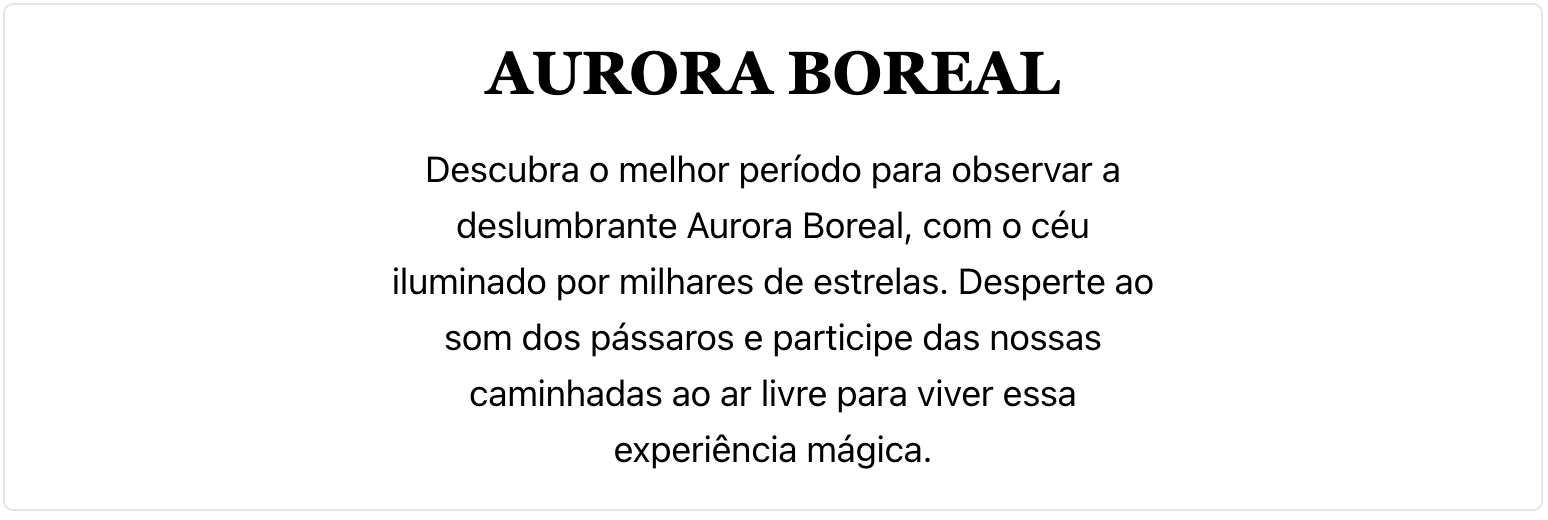 AURORA BOREAL
Descubra o melhor período para observar a
deslumbrante Aurora Boreal, com o céu
iluminado por milhares de estrelas. Desperte ao
som dos pássaros e participe das nossas
caminhadas ao ar livre para viver essa
experiência mágica.